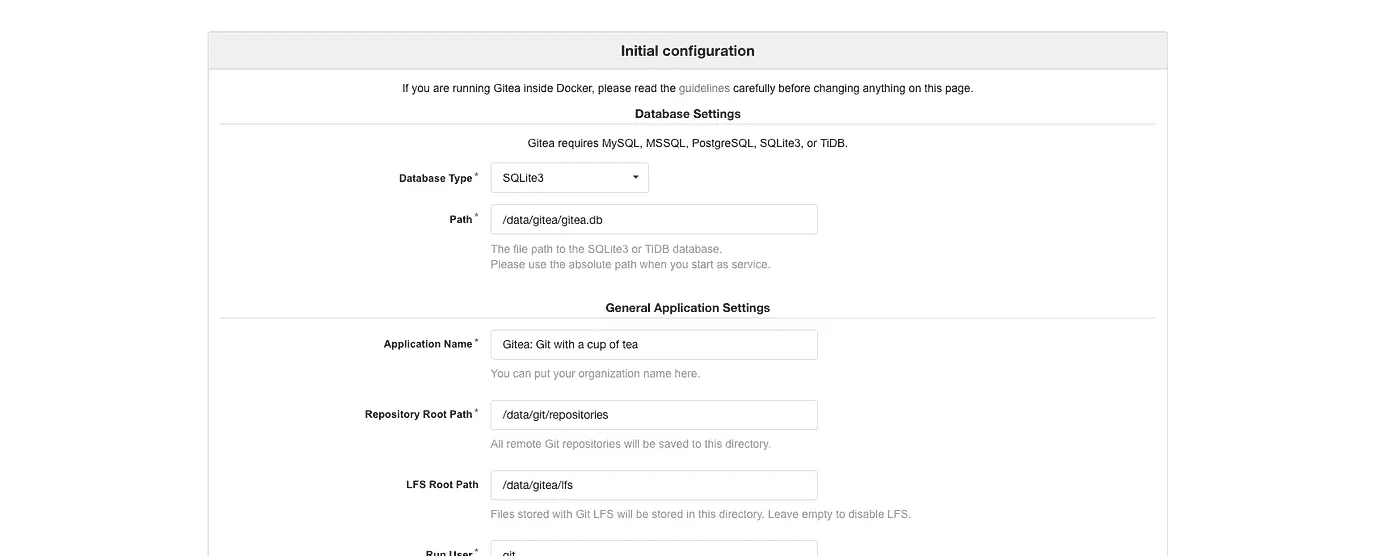 Initial configuration
If you are running Gitea inside Docker, please read the guidelines carefully before changing anything on this page.
Database Settings
Gitea requires MySQL, MSSQL, PostgreSQL, SQLite3, or TiDB.
Database Type * SQLite3
Path * /data/gitea/gitea.db
The file path to the SQLite3 or TiDB database.
Please use the absolute path when you start as service.
General Application Settings
Application Name * Gitea: Git with a cup of tea
You can put your organization name here.
Repository Root Path * /data/git/repositories
All remote Git repositories will be saved to this directory.
LFS Root Path /data/gitea/lfs
Files stored with Git LFS will be stored in this directory. Leave empty to disable LFS.
Run User * git